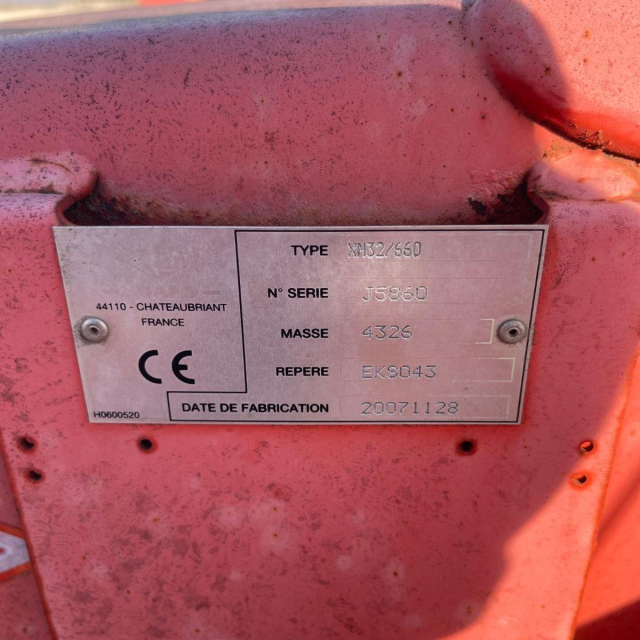 TYPE XM32/660
N° SERIE J5860
44110 - CHATEAUBRIANT
FRANCE
MASSE 4326
CE
REPERE EK8043
H0600520
DATE DE FABRICATION 20071128